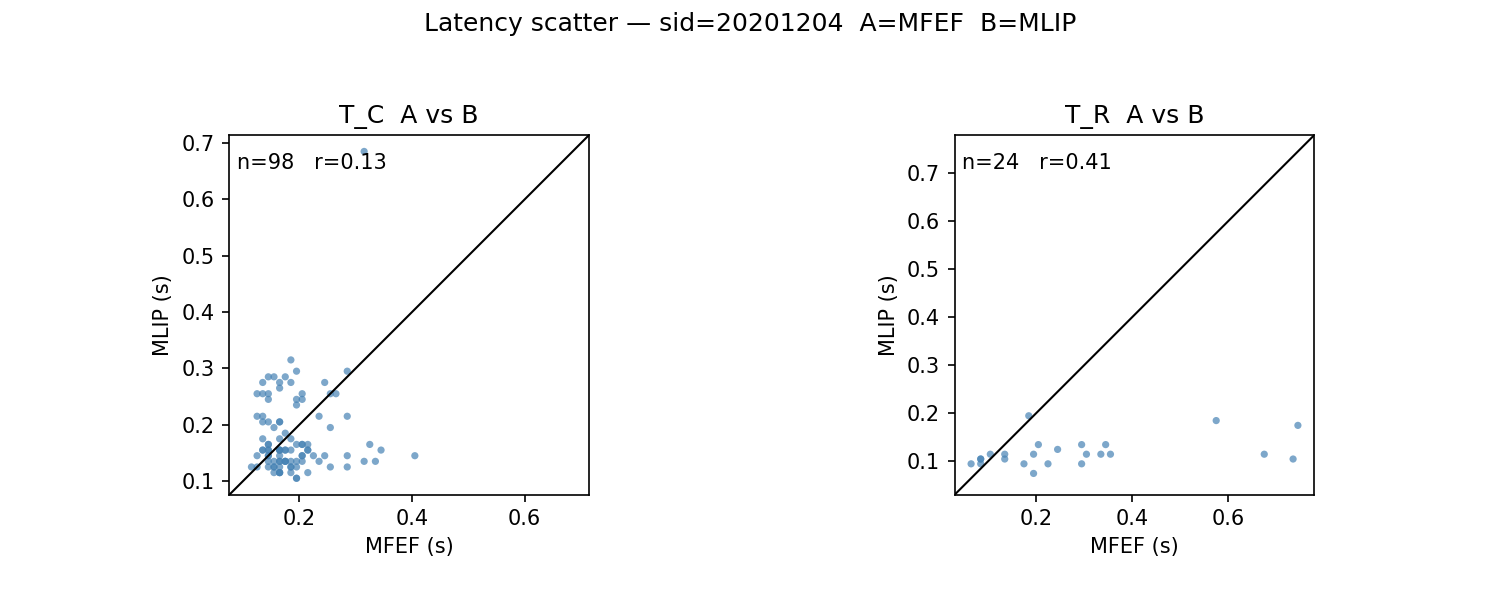 Latency scatter — sid=20201204  A=MFEF  B=MLIP
T_C  A vs B
n=98   r=0.13
0.7
0.6
0.5
0.4
0.3
0.2
0.1
MLIP (s)
0.2
0.4
0.6
MFEF (s)
T_R  A vs B
n=24   r=0.41
0.7
0.6
0.5
0.4
0.3
0.2
0.1
MLIP (s)
0.2
0.4
0.6
MFEF (s)